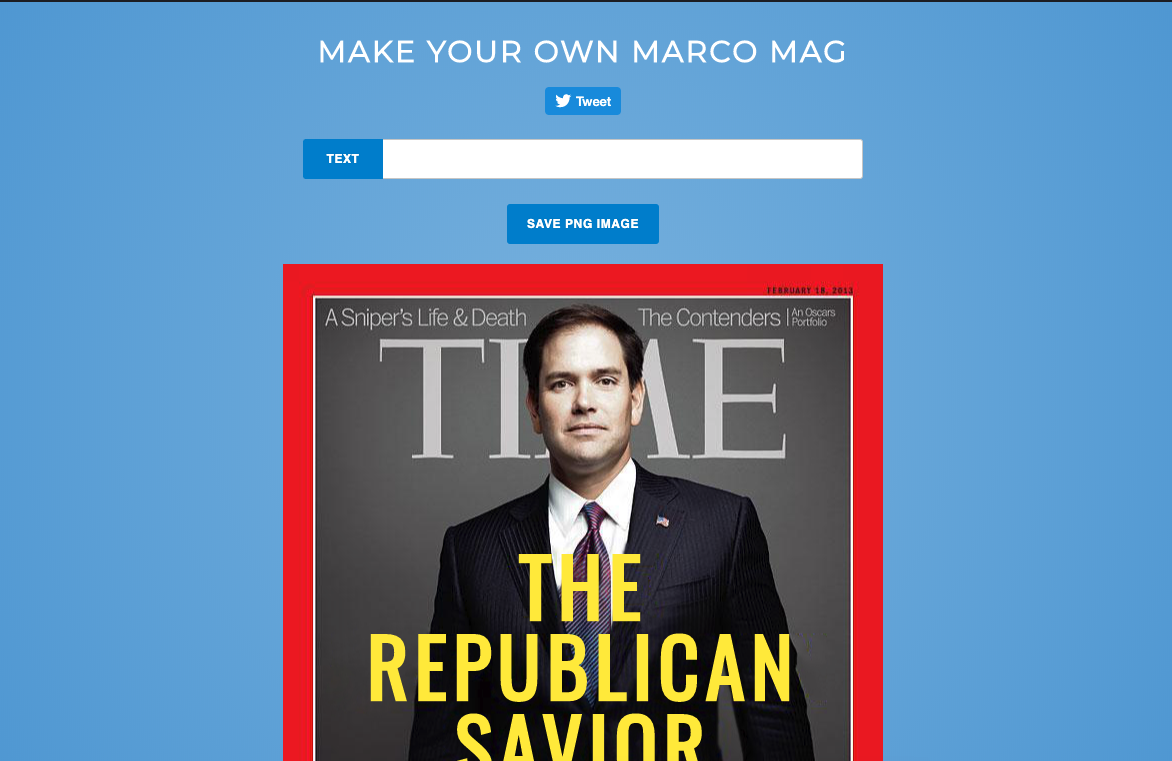 MAKE YOUR OWN MARCO MAG
Tweet
TEXT
SAVE PNG IMAGE
FEBRUARY 18, 2013
A Sniper's Life & Death The Contenders | An Oscars
Portfolio
TIME
THE
REPUBLICAN
SAVIOR